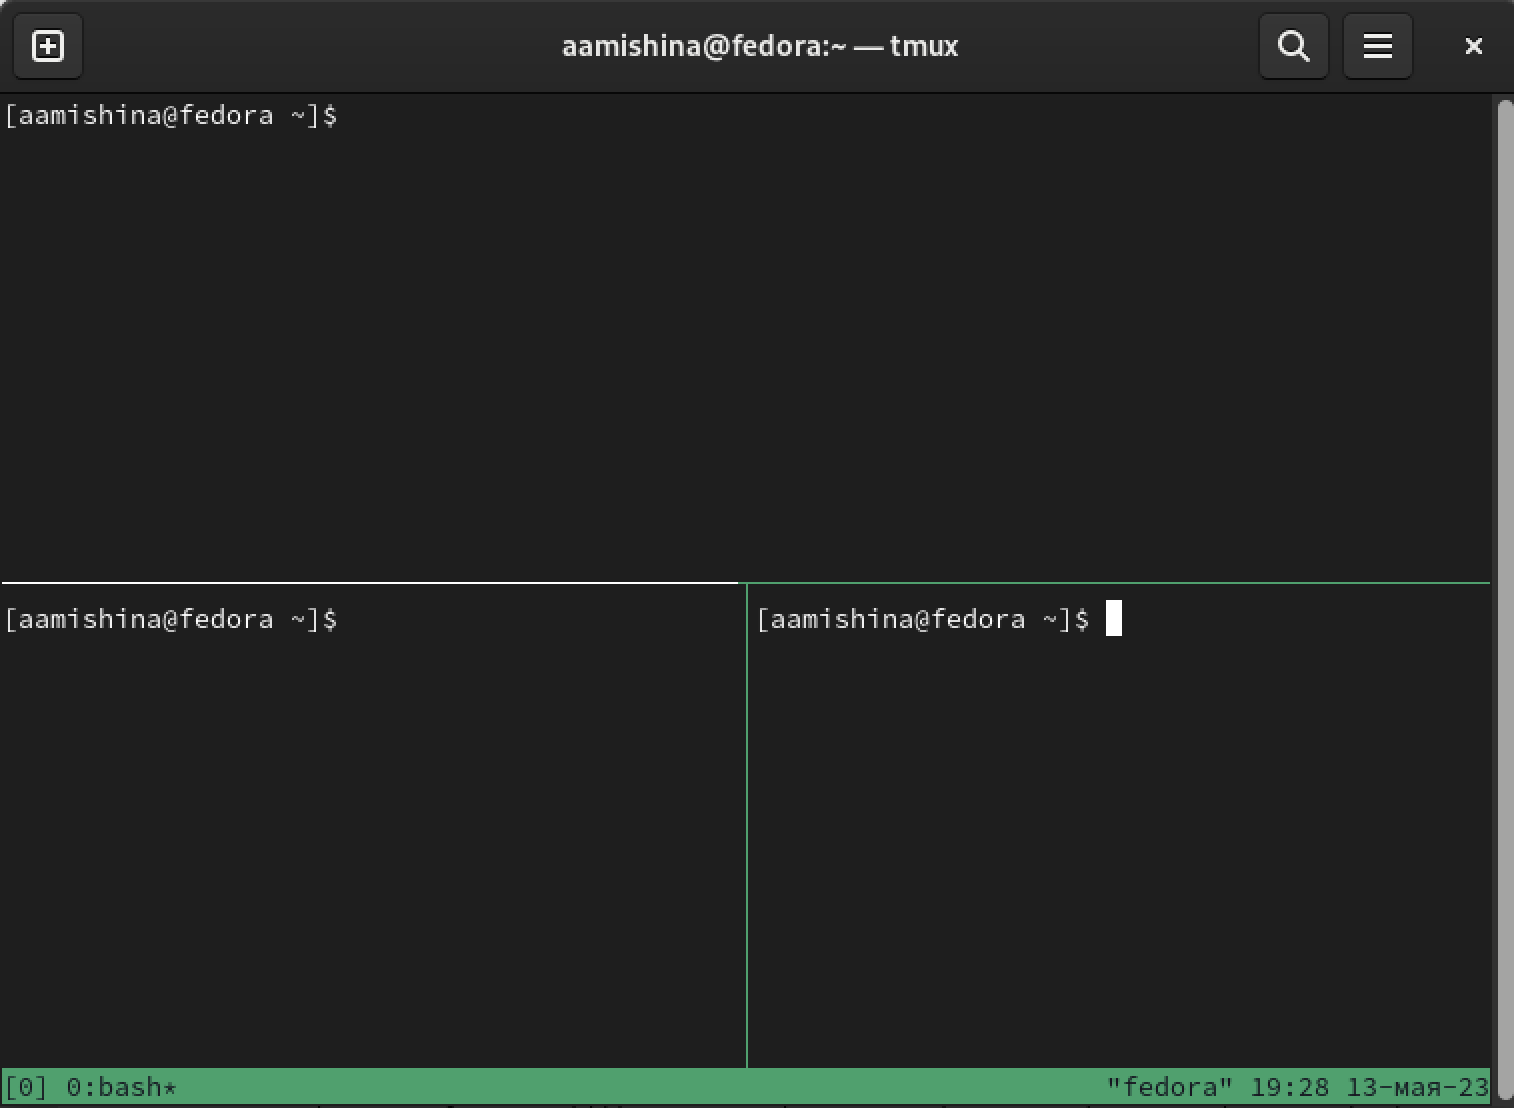 aamishina@fedora:~ — tmux
[aamishina@fedora ~]$
[aamishina@fedora ~]$
[aamishina@fedora ~]$
[0] 0:bash* "fedora" 19:28 13-мая-23